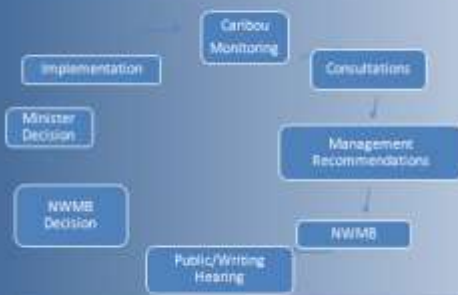 Caribou
Monitoring
Consultations
Management
Recommendations
NWMB
Public/Writing
Hearing
NWMB
Decision
Minister
Decision
Implementation